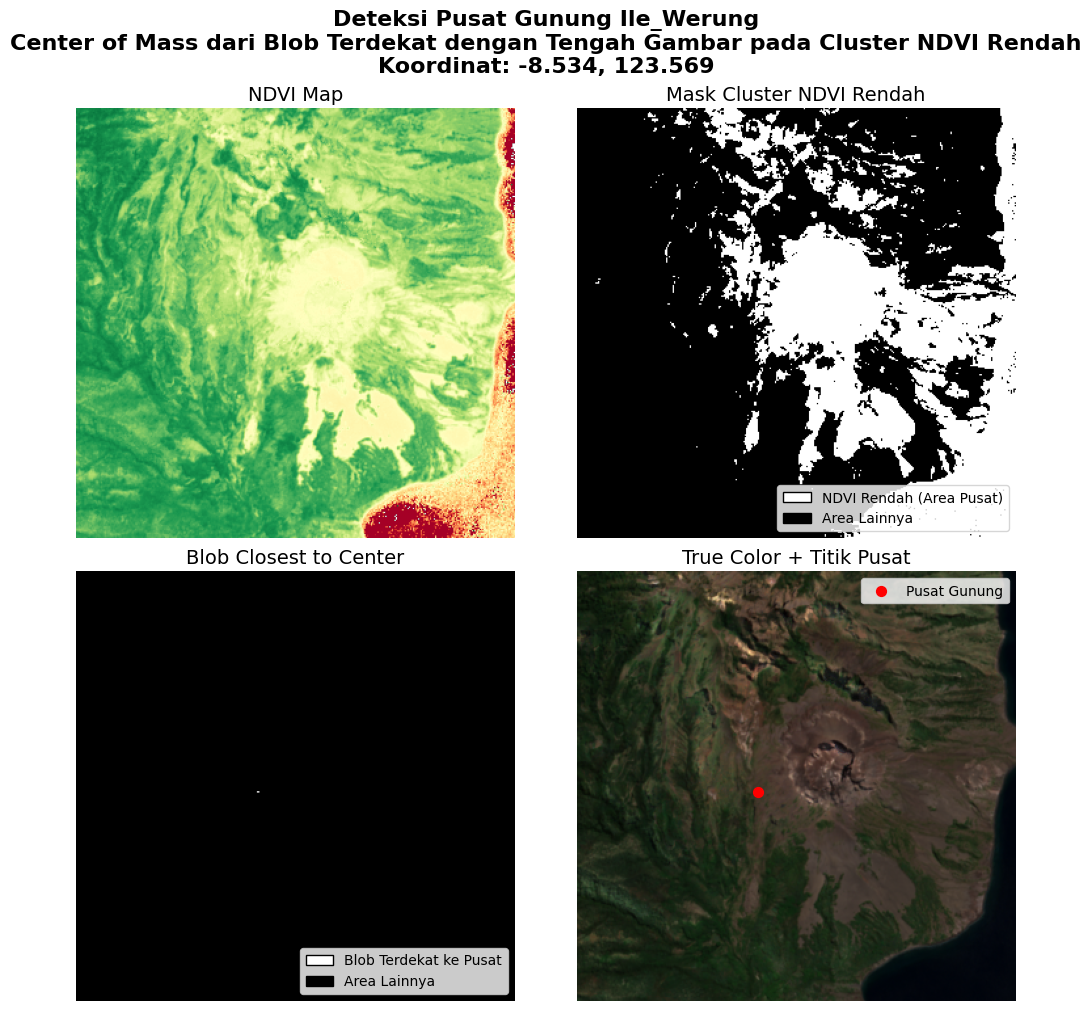 Deteksi Pusat Gunung Ile_Werung
Center of Mass dari Blob Terdekat dengan Tengah Gambar pada Cluster NDVI Rendah
Koordinat: -8.534, 123.569
NDVI Map
Mask Cluster NDVI Rendah
NDVI Rendah (Area Pusat)
Area Lainnya
Blob Closest to Center
True Color + Titik Pusat
Pusat Gunung
Blob Terdekat ke Pusat
Area Lainnya